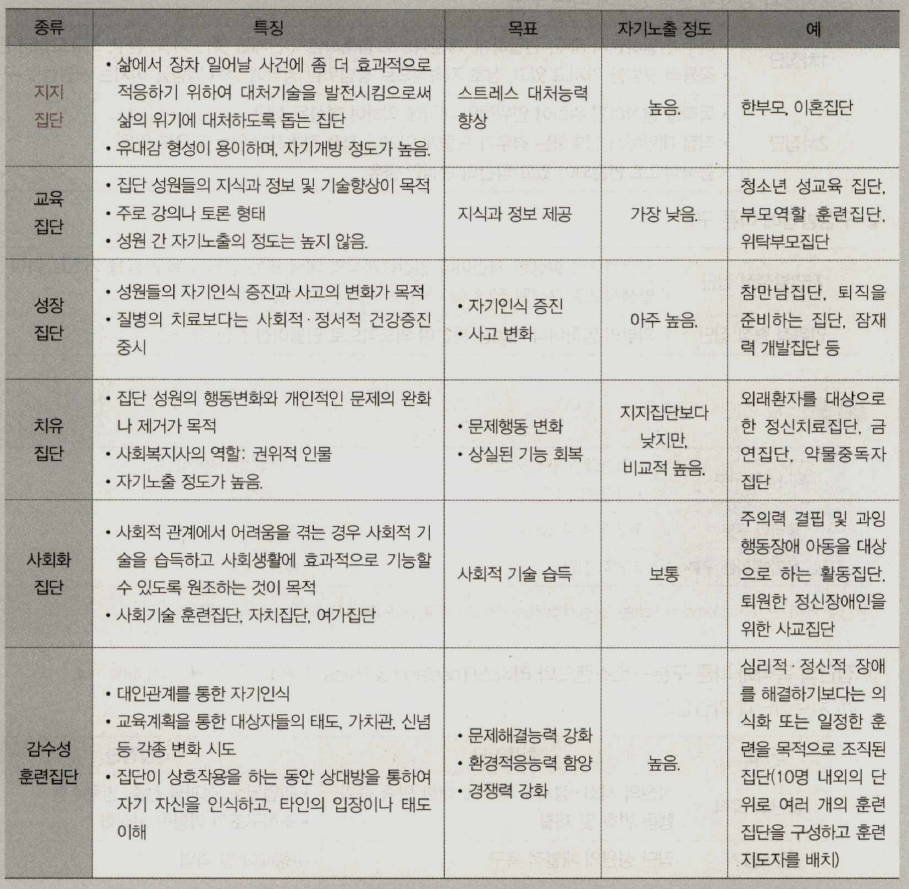 종류 특징 목표 자기노출 정도 예
지지
집단
• 삶에서 장차 일어날 사건에 좀 더 효과적으로
적응하기 위하여 대처기술을 발전시킴으로써
삶의 위기에 대처하도록 돕는 집단
• 유대감 형성이 용이하며, 자기개방 정도가 높음.
스트레스 대처능력
향상
높음.
한부모, 이혼집단
교육
집단
• 집단 성원들의 지식과 정보 및 기술향상이 목적
• 주로 강의나 토론 형태
• 성원 간 자기노출의 정도는 높지 않음.
지식과 정보 제공
가장 낮음.
청소년 성교육 집단,
부모역할 훈련집단,
위탁부모집단
성장
집단
• 성원들의 자기인식 증진과 사고의 변화가 목적
• 질병의 치료보다는 사회적·정서적 건강증진
중시
• 자기인식 증진
• 사고 변화
아주 높음.
참만남집단, 퇴직을
준비하는 집단, 잠재
력 개발집단 등
치유
집단
• 집단 성원의 행동변화와 개인적인 문제의 완화
나 제거가 목적
• 사회복지사의 역할: 권위적 인물
• 자기노출 정도가 높음.
• 문제행동 변화
• 상실된 기능 회복
지지집단보다
낮지만,
비교적 높음.
외래환자를 대상으로
한 정신치료집단, 금
연집단, 약물중독자
집단
사회화
집단
• 사회적 관계에서 어려움을 겪는 경우 사회적 기
술을 습득하고 사회생활에 효과적으로 기능할
수 있도록 원조하는 것이 목적
• 사회기술 훈련집단, 자치집단, 여가집단
사회적 기술 습득
보통
주의력 결핍 및 과잉
행동장애 아동을 대상
으로 하는 활동집단,
퇴원한 정신장애인을
위한 사교집단
감수성
훈련집단
• 대인관계를 통한 자기인식
• 교육계획을 통한 대상자들의 태도, 가치관, 신념
등 각종 변화 시도
• 집단이 상호작용을 하는 동안 상대방을 통하여
자기 자신을 인식하고, 타인의 입장이나 태도
이해
• 문제해결능력 강화
• 환경적응능력 함양
• 경쟁력 강화
높음.
심리적·정신적 장애
를 해결하기보다는 의
식화 또는 일정한 훈
련을 목적으로 조직된
집단(10명 내외의 단
위로 여러 개의 훈련
집단을 구성하고 훈련
지도자를 배치)